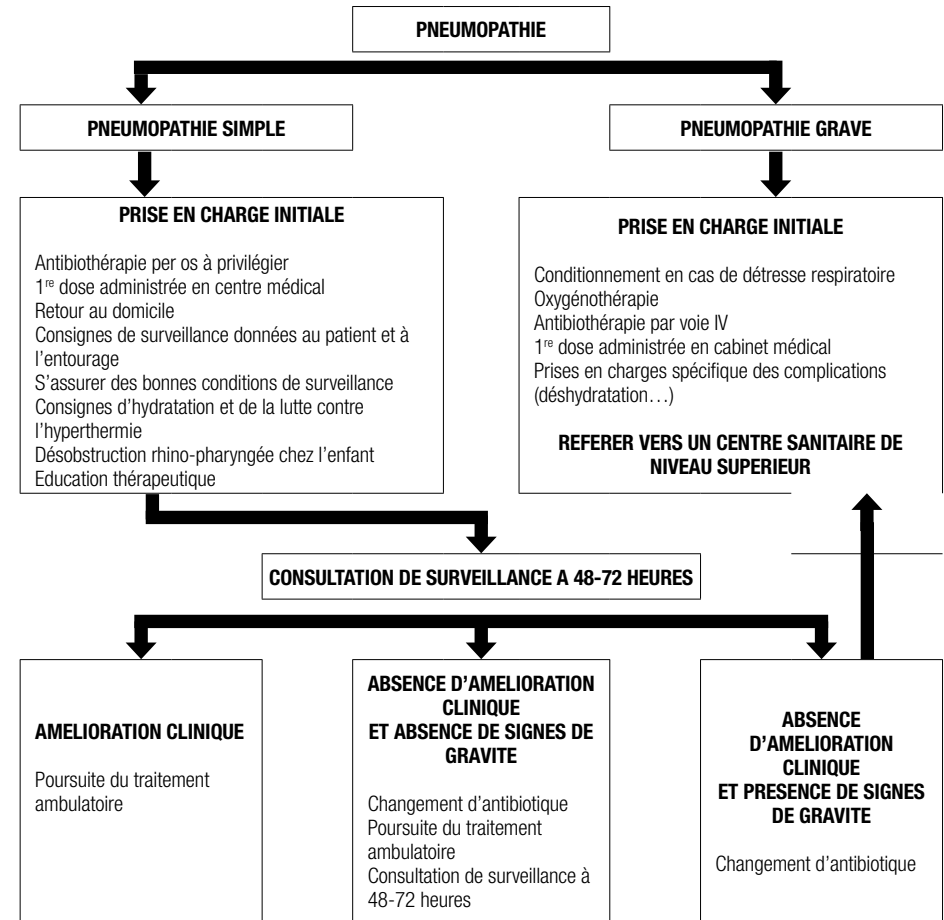 PNEUMOPATHIE
PNEUMOPATHIE SIMPLE
PNEUMOPATHIE GRAVE
PRISE EN CHARGE INITIALE
Antibiothérapie per os à privilégier
1re dose administrée en centre médical
Retour au domicile
Consignes de surveillance données au patient et à
l'entourage
S'assurer des bonnes conditions de surveillance
Consignes d'hydratation et de la lutte contre
l'hyperthermie
Désobstruction rhino-pharyngée chez l'enfant
Education thérapeutique
PRISE EN CHARGE INITIALE
Conditionnement en cas de détresse respiratoire
Oxygénothérapie
Antibiothérapie par voie IV
1re dose administrée en cabinet médical
Prises en charges spécifique des complications
(déshydratation…)
REFERER VERS UN CENTRE SANITAIRE DE
NIVEAU SUPERIEUR
CONSULTATION DE SURVEILLANCE A 48-72 HEURES
AMELIORATION CLINIQUE
Poursuite du traitement
ambulatoire
ABSENCE D'AMELIORATION
CLINIQUE
ET ABSENCE DE SIGNES DE
GRAVITE
Changement d'antibiotique
Poursuite du traitement
ambulatoire
Consultation de surveillance à
48-72 heures
ABSENCE
D'AMELIORATION
CLINIQUE
ET PRESENCE DE SIGNES
DE GRAVITE
Changement d'antibiotique